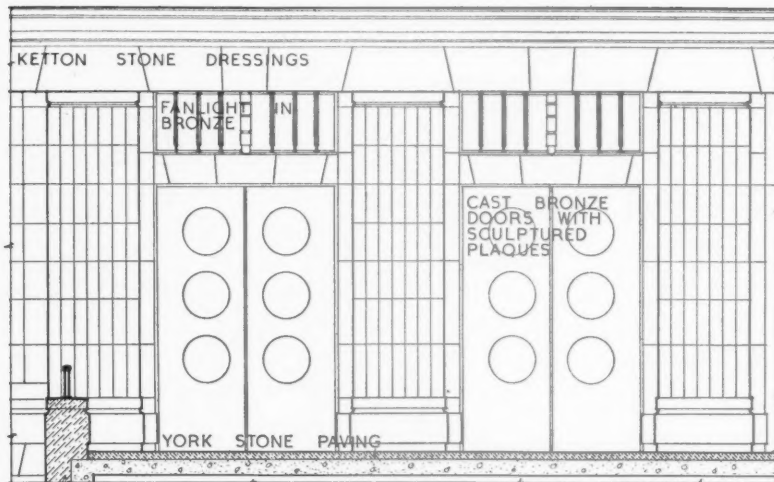 KETTON STONE DRESSINGS
FANLIGHT IN
BRONZE
CAST BRONZE
DOORS WITH
SCULPTURED
PLAQUES
YORK STONE PAVING